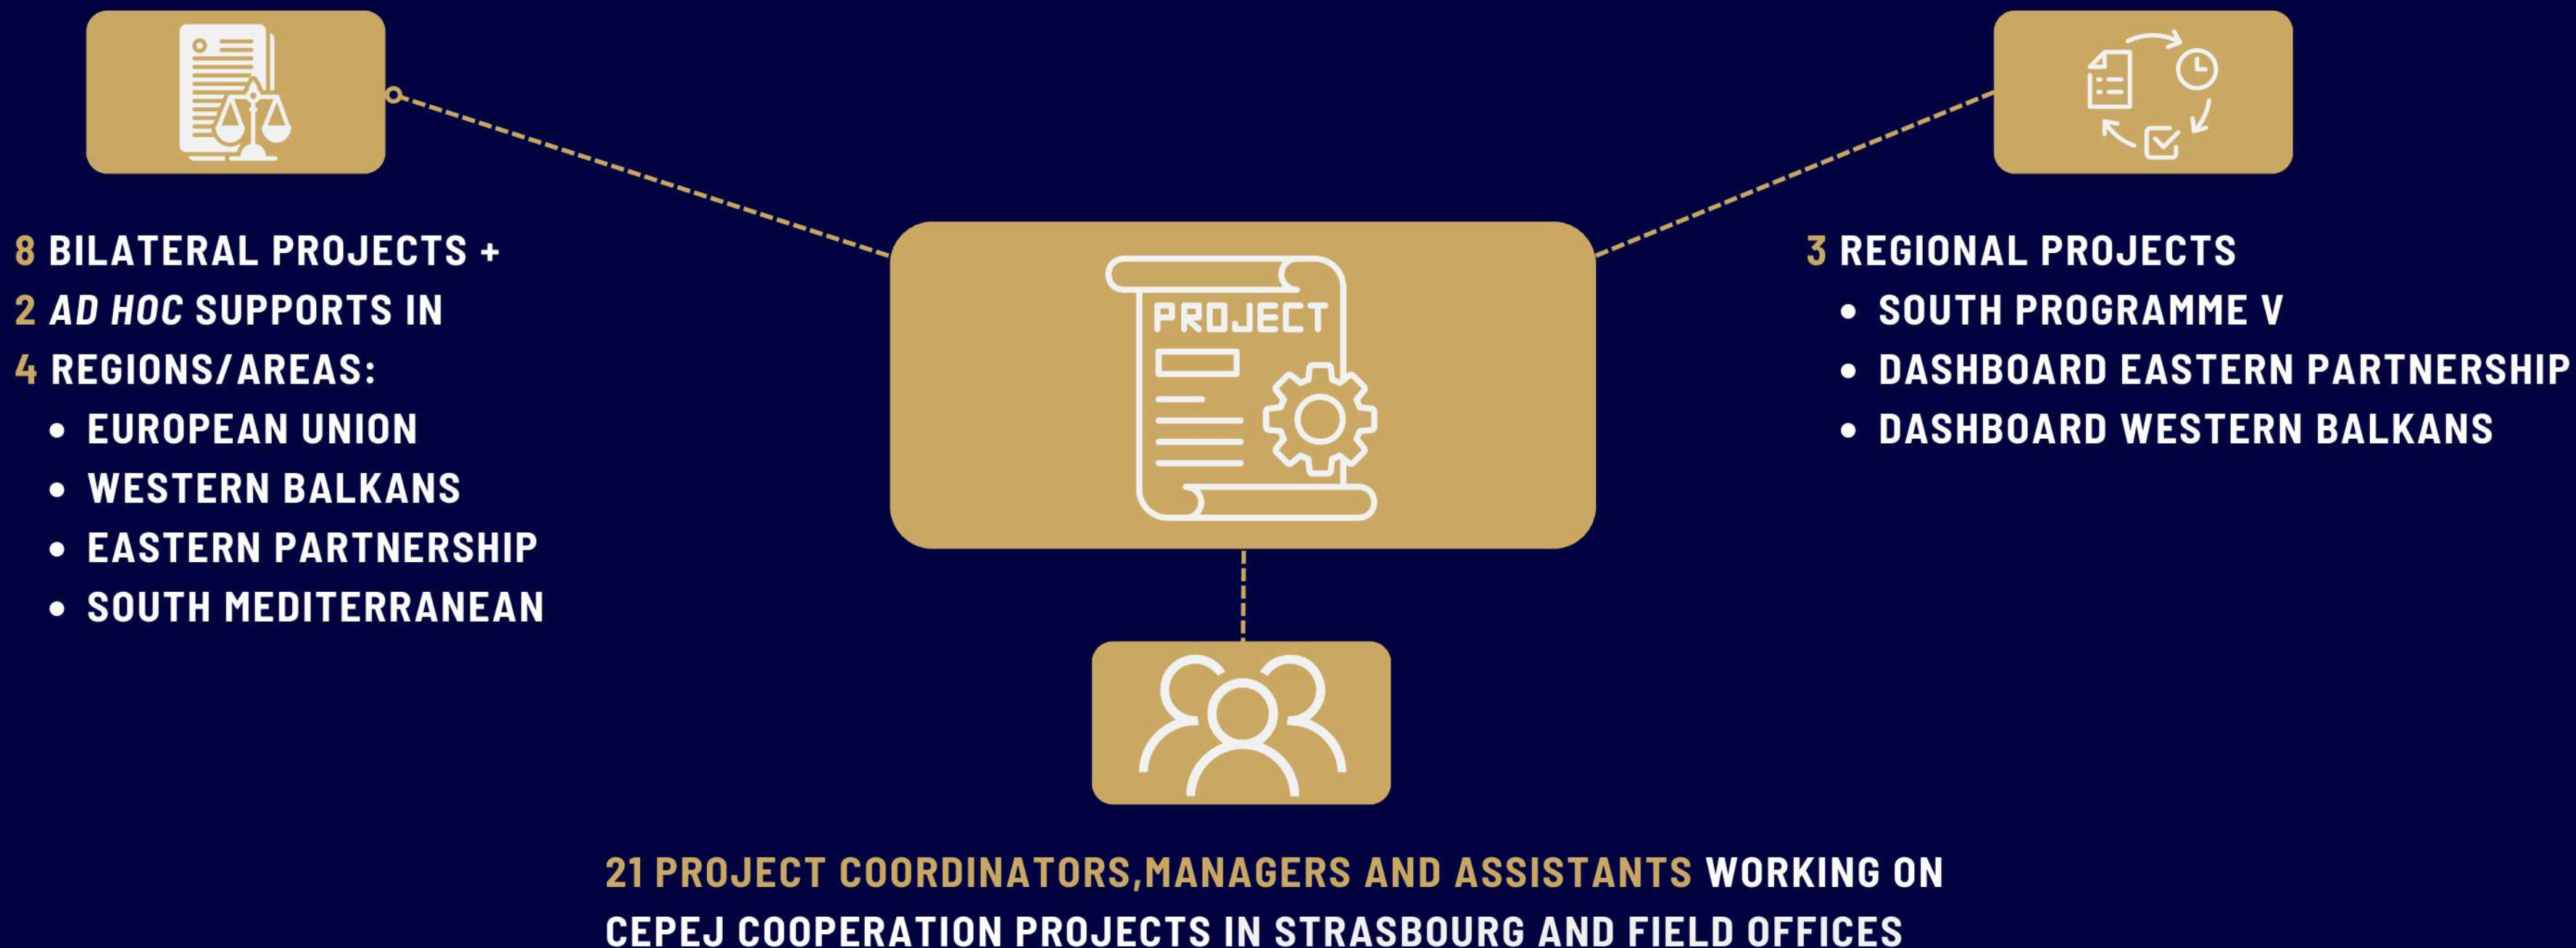 8 BILATERAL PROJECTS +
2 AD HOC SUPPORTS IN
4 REGIONS/AREAS:
• EUROPEAN UNION
• WESTERN BALKANS
• EASTERN PARTNERSHIP
• SOUTH MEDITERRANEAN
PROJECT
3 REGIONAL PROJECTS
• SOUTH PROGRAMME V
• DASHBOARD EASTERN PARTNERSHIP
• DASHBOARD WESTERN BALKANS
21 PROJECT COORDINATORS,MANAGERS AND ASSISTANTS WORKING ON
CEPEJ COOPERATION PROJECTS IN STRASBOURG AND FIELD OFFICES